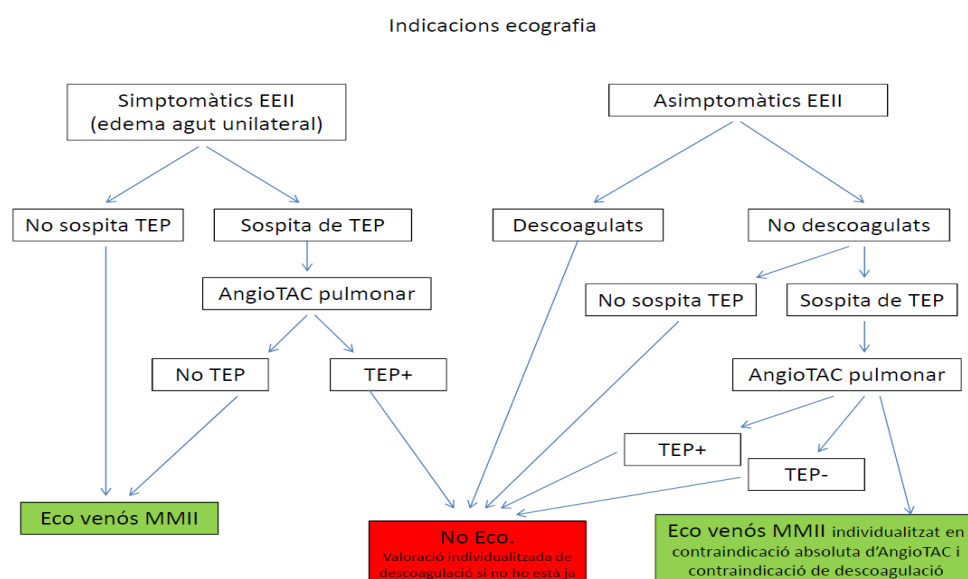 Indicacions ecografia
Simptomàtics EEII
(edema agut unilateral)
Asimptomàtics EEII
No sospita TEP
Sospita de TEP
Descoagulats
No descoagulats
AngioTAC pulmonar
No sospita TEP
Sospita de TEP
No TEP
TEP+
AngioTAC pulmonar
TEP+
TEP-
Eco venós MMII
No Eco.
Valoració individualitzada de
descoagulació si no ho està ja
Eco venós MMII individualitzat en
contraindicació absoluta d’AngioTAC i
contraindicació de descoagulació